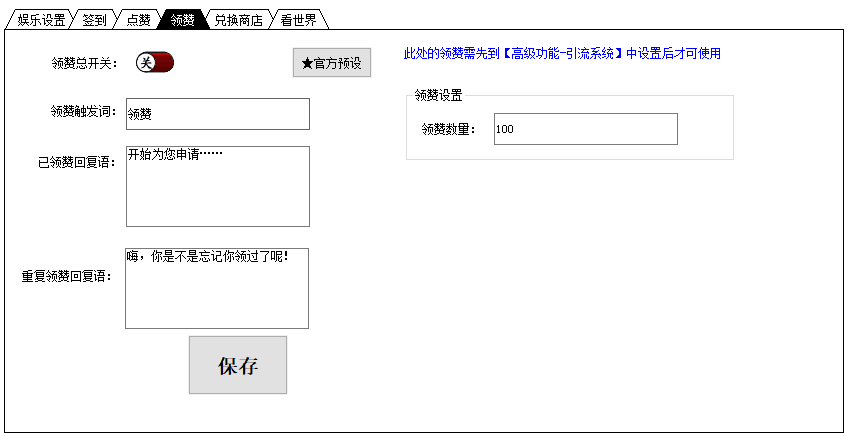 娱乐设置 签到 点赞 领赞 兑换商店 看世界
领赞总开关： 关 ★官方预设
此处的领赞需先到【高级功能-引流系统】中设置后才可使用
领赞触发词： 领赞
领赞设置
领赞数量： 100
已领赞回复语： 开始为您申请……
重复领赞回复语： 嗨，你是不是忘记你领过了呢！
保存